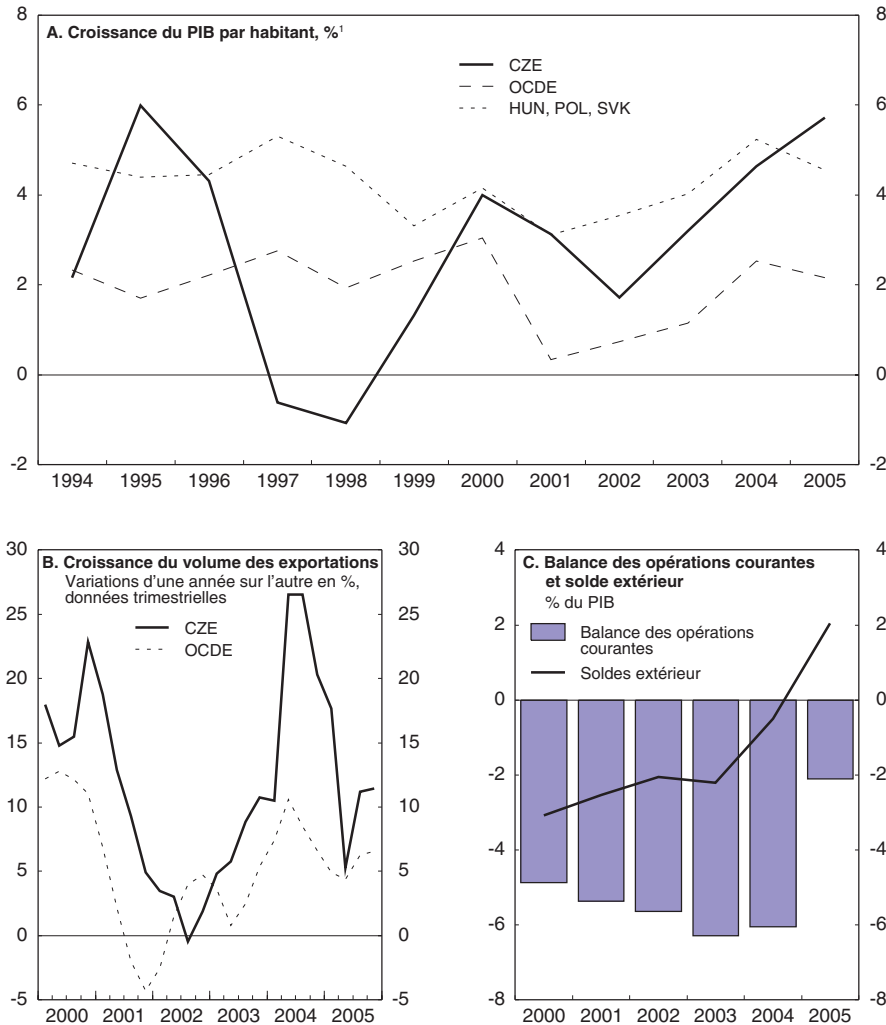 A. Croissance du PIB par habitant, %¹
CZE
OCDE
HUN, POL, SVK
8 8
6 6
4 4
2 2
0 0
-2 -2
1994 1995 1996 1997 1998 1999 2000 2001 2002 2003 2004 2005
B. Croissance du volume des exportations
Variations d'une année sur l'autre en %,
données trimestrielles
CZE
OCDE
30 30
25 25
20 20
15 15
10 10
5 5
0 0
-5 -5
2000 2001 2002 2003 2004 2005
C. Balance des opérations courantes
et solde extérieur
% du PIB
Balance des opérations
courantes
Soldes extérieur
4 4
2 2
0 0
-2 -2
-4 -4
-6 -6
-8 -8
2000 2001 2002 2003 2004 2005